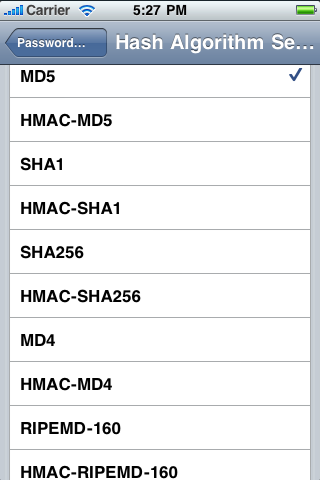 Carrier 5:27 PM
Password... Hash Algorithm Se...
MD5
HMAC-MD5
SHA1
HMAC-SHA1
SHA256
HMAC-SHA256
MD4
HMAC-MD4
RIPEMD-160
HMAC-RIPEMD-160